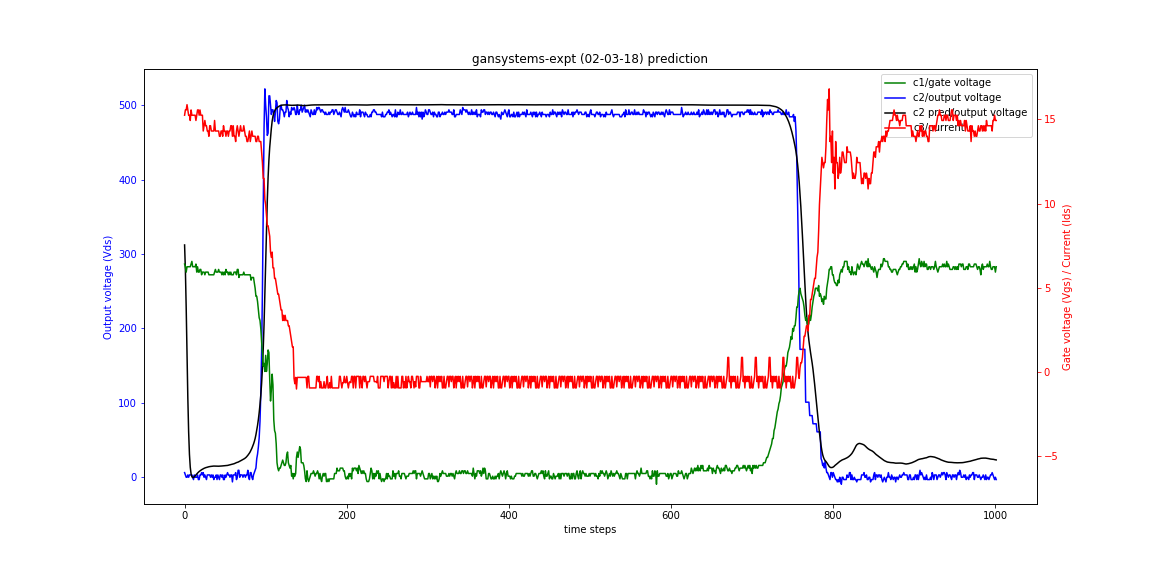 gansystems-expt (02-03-18) prediction
c1/gate voltage
c2/output voltage
c2 pred/output voltage
c3/current
500
400
300
200
100
0
Output voltage (Vds)
15
10
5
0
−5
Gate voltage (Vgs) / Current (Ids)
0
200
400
600
800
1000
time steps